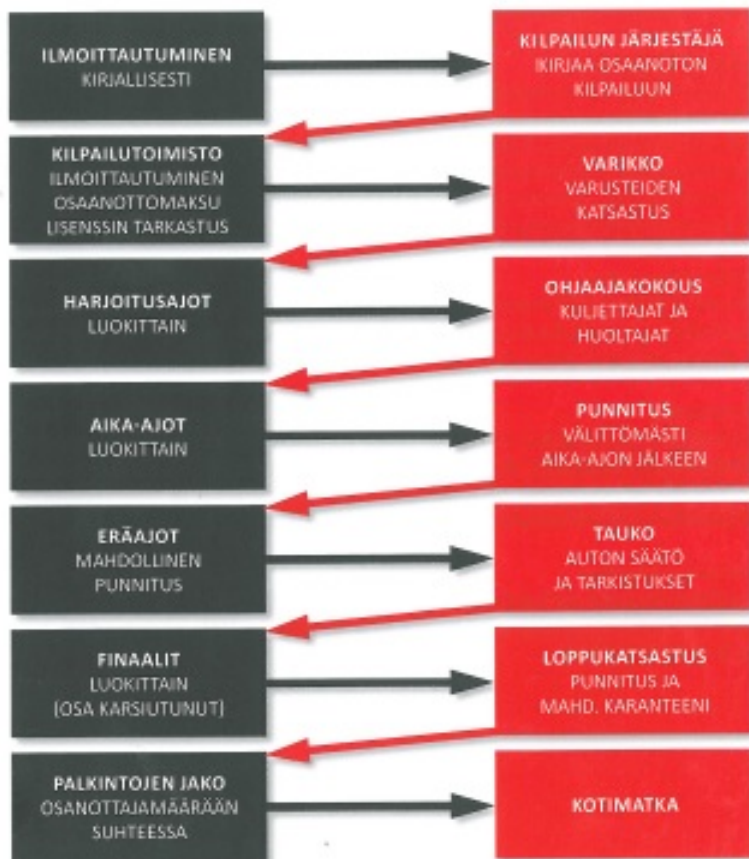 ILMOITTAUTUMINEN
KIRJALLISESTI
KILPAILUN JÄRJESTÄJÄ
IKIRJAA OSAANOTON
KILPAILUUN
KILPAILUTOIMISTO
ILMOITTAUTUMINEN
OSAANOTTOMAKSU
LISENSSIN TARKASTUS
VARIKKO
VARUSTEIDEN
KATSASTUS
HARJOITUSAJOT
LUOKITTAIN
OHJAAJAKOKOUS
KULJETTAJAT JA
HUOLTAJAT
AIKA-AJOT
LUOKITTAIN
PUNNITUS
VÄLITTÖMÄSTI
AIKA-AJON JÄLKEEN
ERÄAJOT
MAHDOLLINEN
PUNNITUS
TAUKO
AUTON SÄÄTÖ
JA TARKISTUKSET
FINAALIT
LUOKITTAIN
(OSA KARSIUTUNUT)
LOPPUKATSASTUS
PUNNITUS JA
MAHD. KARANTEENI
PALKINTOJEN JAKO
OSANOTTAJAMÄÄRÄÄN
SUHTEESSA
KOTIMATKA